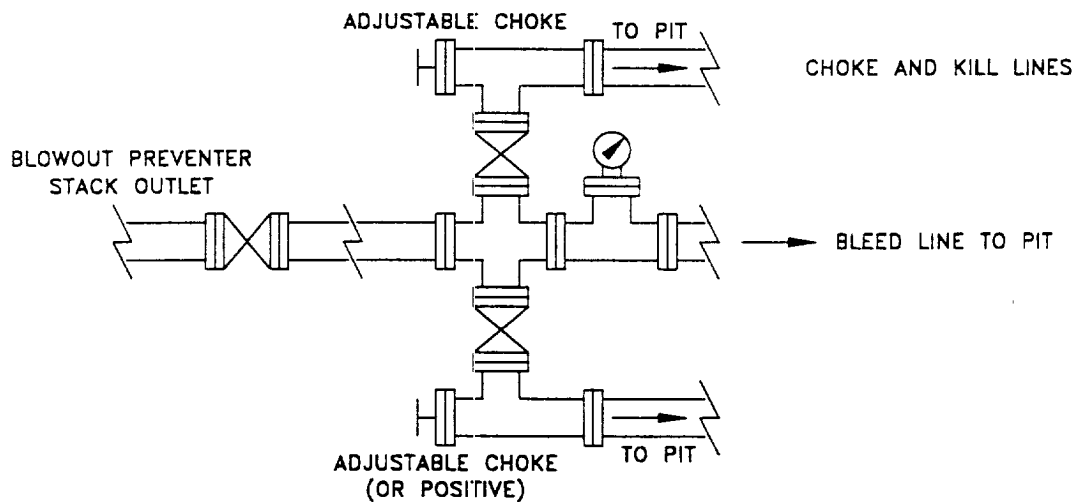 ADJUSTABLE CHOKE
TO PIT
CHOKE AND KILL LINES
BLOWOUT PREVENTER
STACK OUTLET
BLEED LINE TO PIT
ADJUSTABLE CHOKE
(OR POSITIVE)
TO PIT